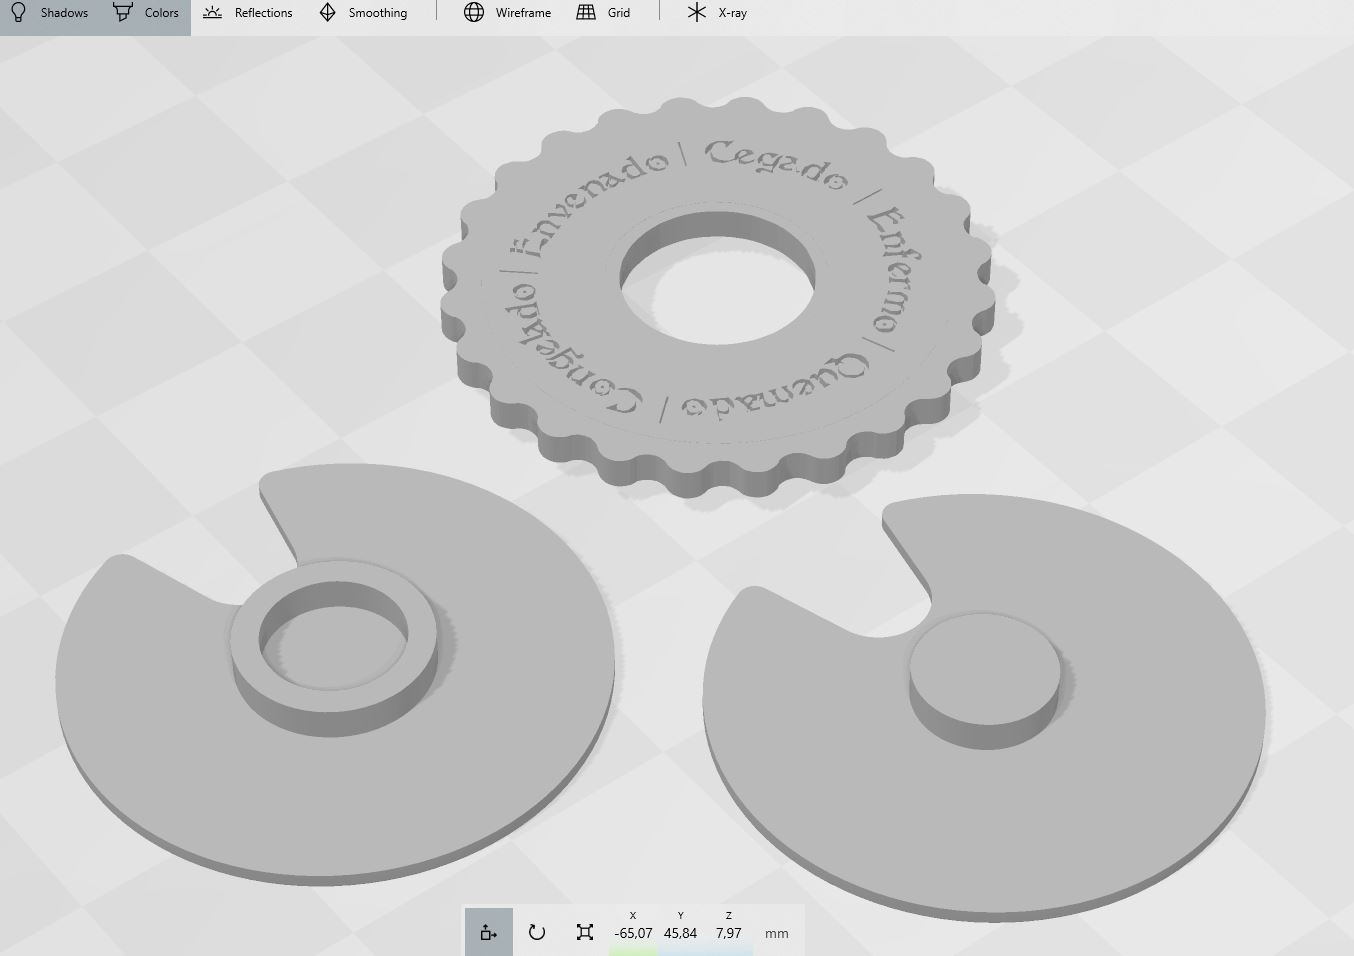 Shadows Colors Reflections Smoothing Wireframe Grid X-ray
Envenado | Cegado | Enfermo | Quemado | Congelado |
X Y Z
-65,07 45,84 7,97 mm